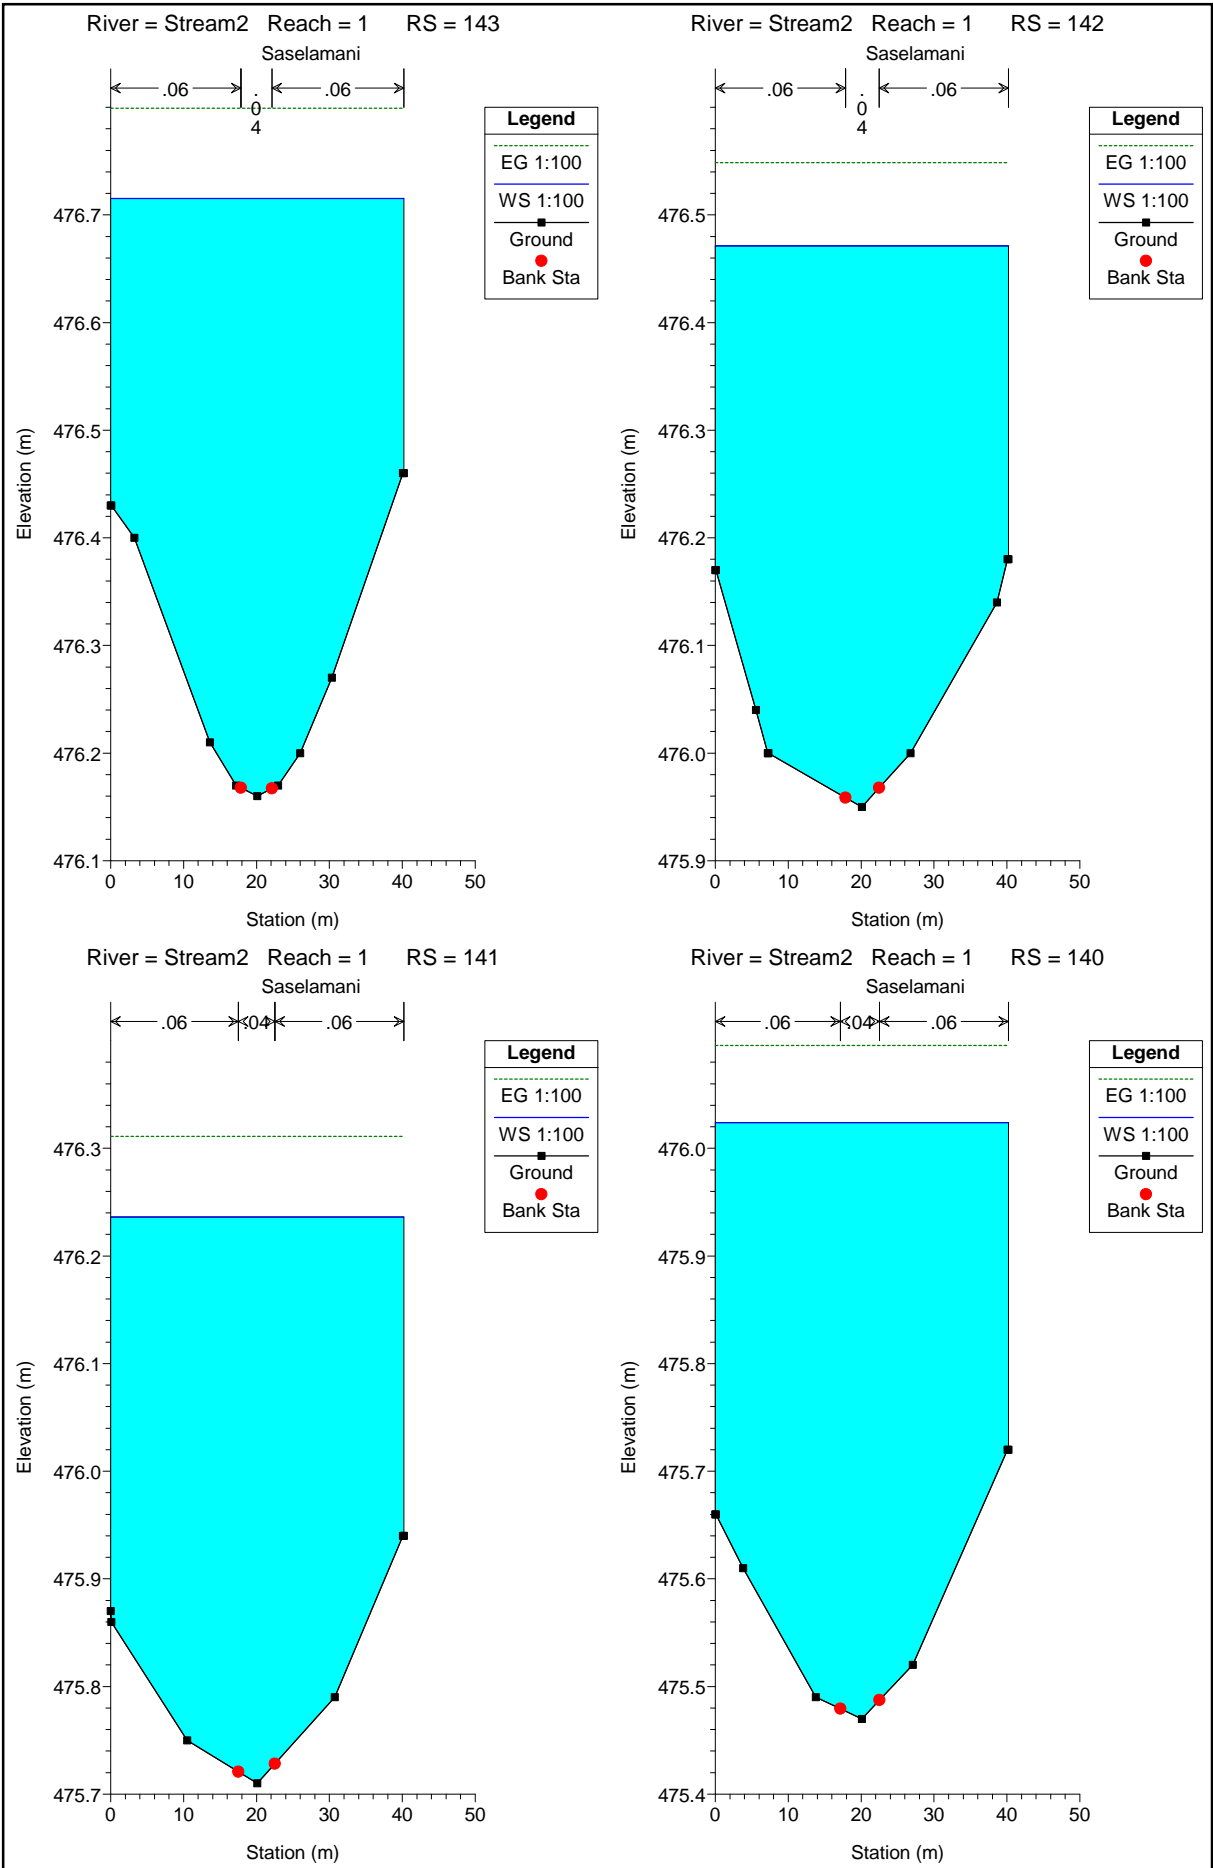 River = Stream2 Reach = 1 RS = 143
Saselamani
.06 .04 .06
Legend
EG 1:100
WS 1:100
Ground
Bank Sta
476.7
476.6
476.5
476.4
476.3
476.2
476.1
Elevation (m)
0 10 20 30 40 50
Station (m)
River = Stream2 Reach = 1 RS = 142
Saselamani
.06 .04 .06
Legend
EG 1:100
WS 1:100
Ground
Bank Sta
476.5
476.4
476.3
476.2
476.1
476.0
475.9
Elevation (m)
0 10 20 30 40 50
Station (m)
River = Stream2 Reach = 1 RS = 141
Saselamani
.06 .04 .06
Legend
EG 1:100
WS 1:100
Ground
Bank Sta
476.3
476.2
476.1
476.0
475.9
475.8
475.7
Elevation (m)
0 10 20 30 40 50
Station (m)
River = Stream2 Reach = 1 RS = 140
Saselamani
.06 .04 .06
Legend
EG 1:100
WS 1:100
Ground
Bank Sta
476.0
475.9
475.8
475.7
475.6
475.5
475.4
Elevation (m)
0 10 20 30 40 50
Station (m)